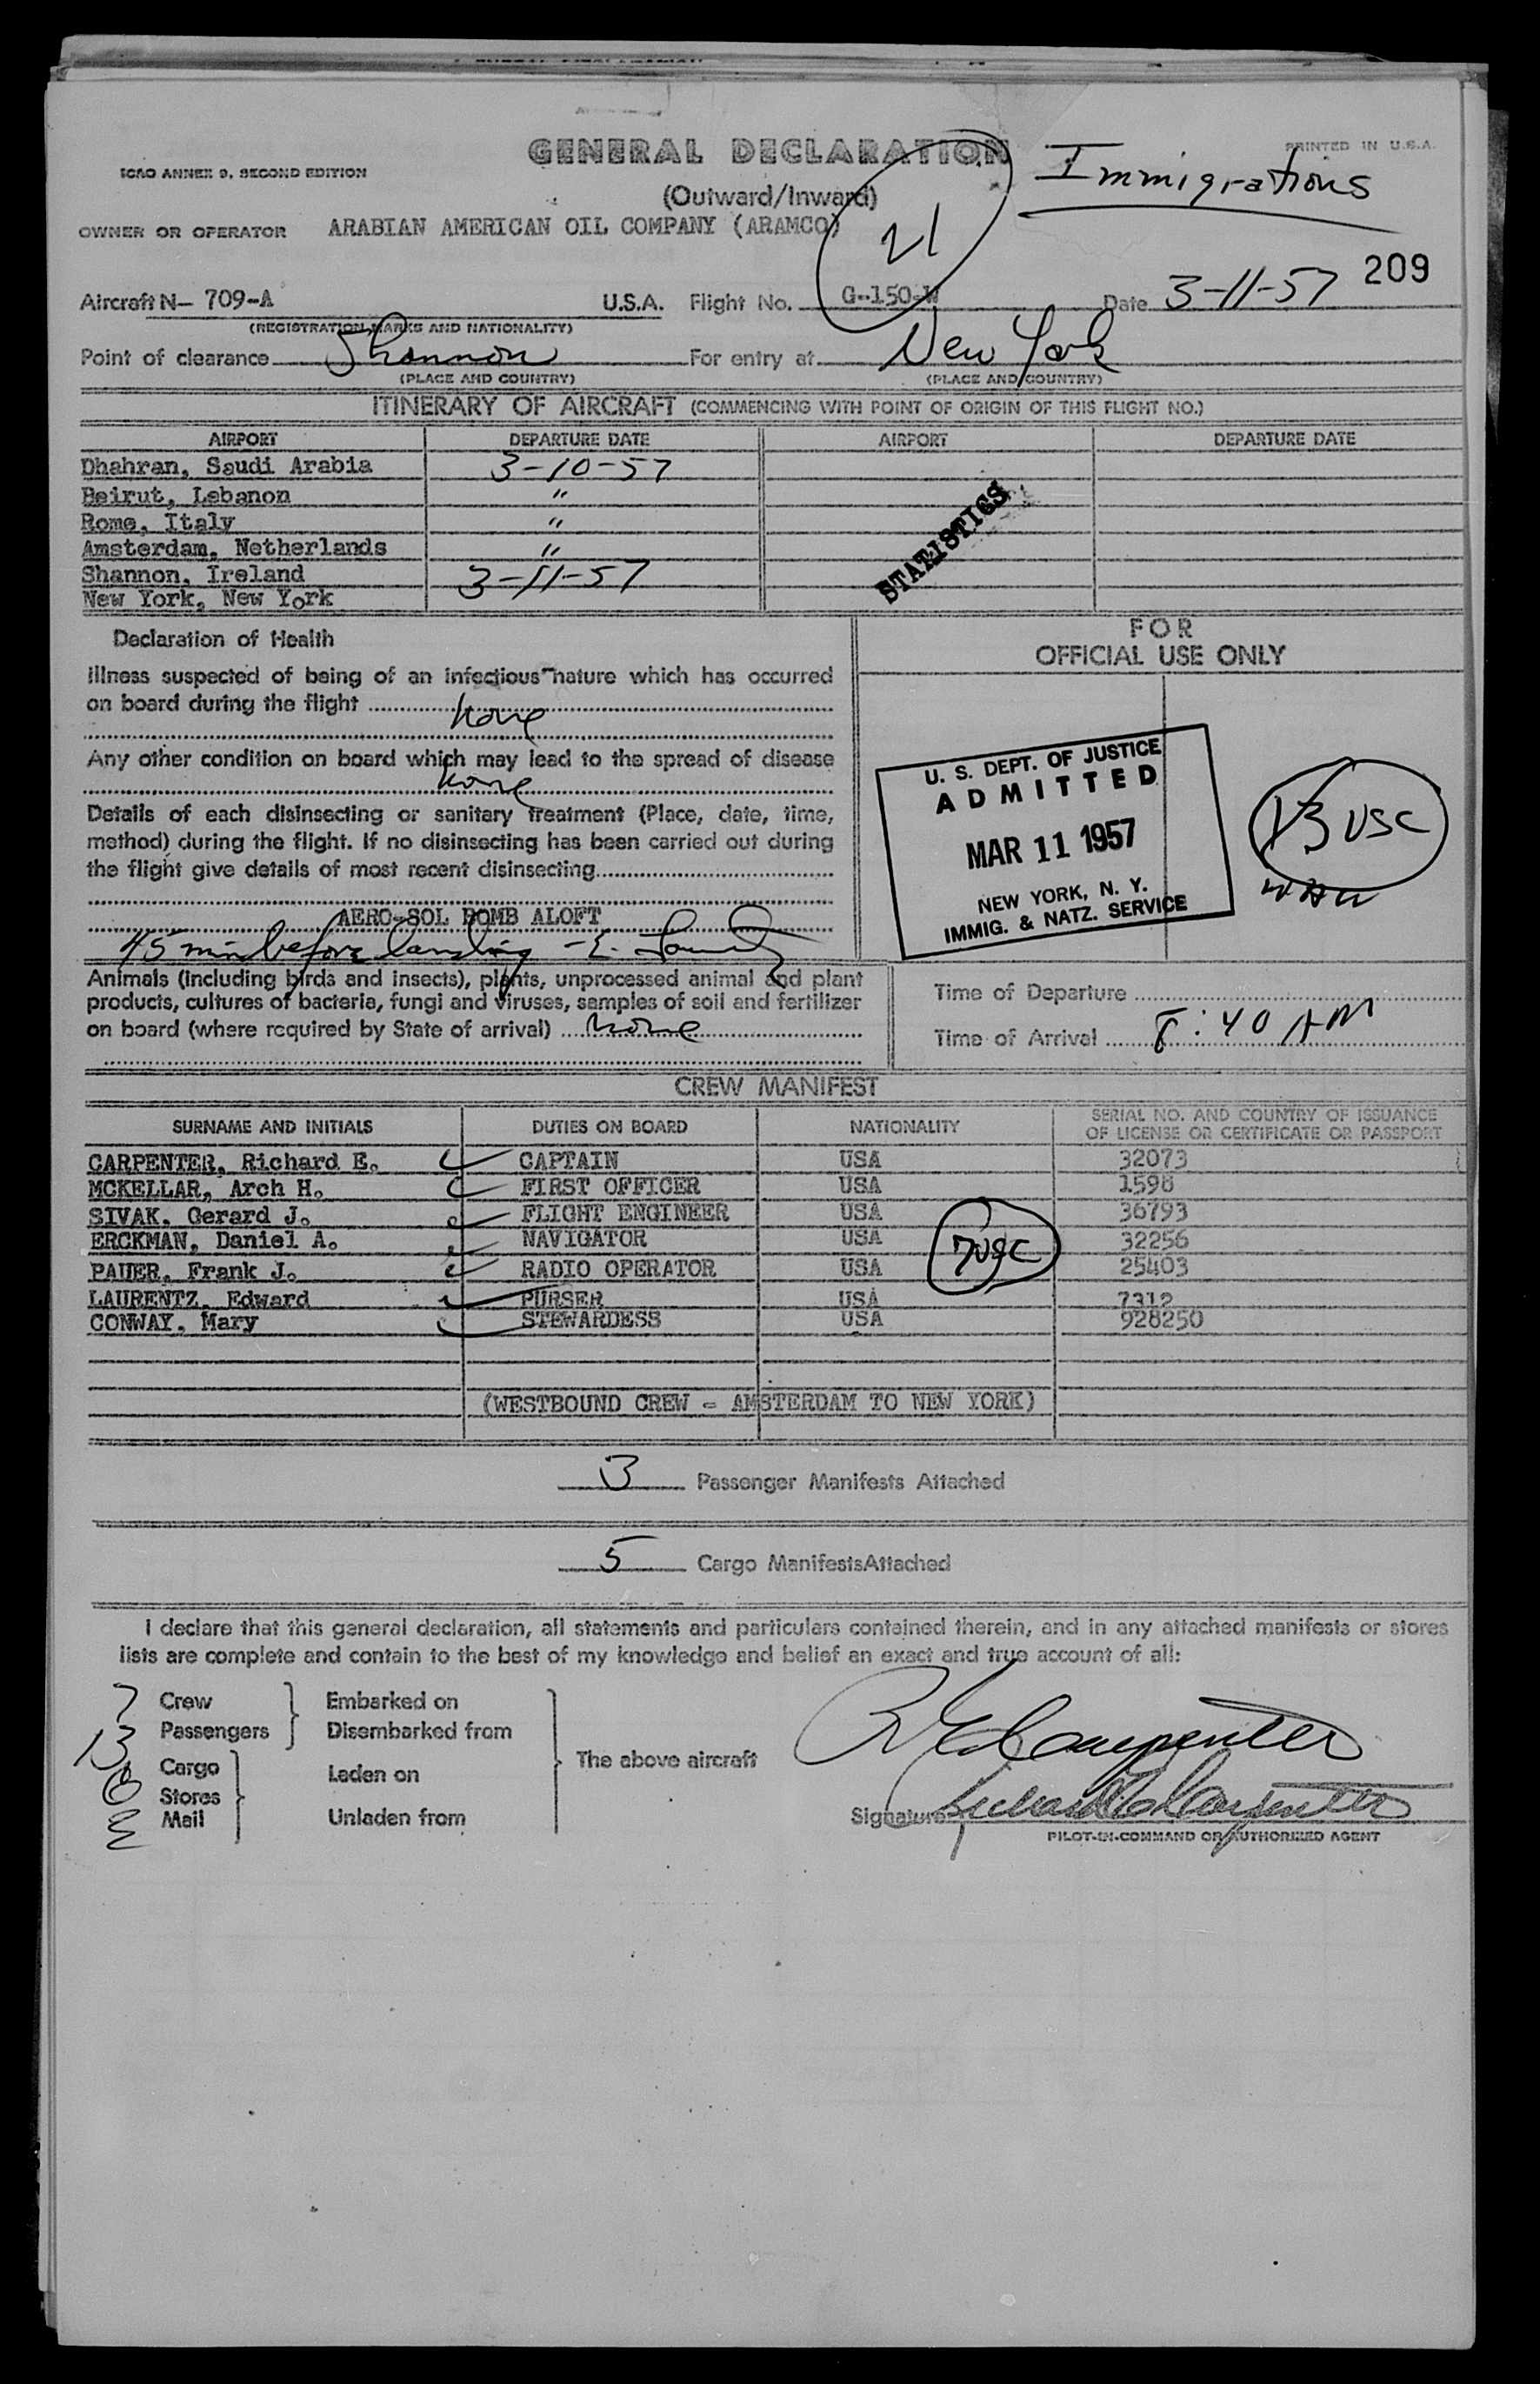 GENERAL DECLARATION
PRINTED IN U.S.A.
Immigrations
ICAO ANNEX 9, SECOND EDITION
(Outward/Inward)
21
OWNER OR OPERATOR ARABIAN AMERICAN OIL COMPANY (ARAMCO)
209
Aircraft N- 709-A U.S.A. Flight No. G-150-W Date 3-11-57
(REGISTRATION MARKS AND NATIONALITY)
Point of clearance Shannon For entry at New York
(PLACE AND COUNTRY) (PLACE AND COUNTRY)
ITINERARY OF AIRCRAFT (COMMENCING WITH POINT OF ORIGIN OF THIS FLIGHT NO.)
AIRPORT DEPARTURE DATE AIRPORT DEPARTURE DATE
Dhahran, Saudi Arabia 3-10-57
Beirut, Lebanon "
Rome, Italy "
Amsterdam, Netherlands "
Shannon, Ireland 3-11-57
New York, New York
STATISTICS
Declaration of Health
Illness suspected of being of an infectious nature which has occurred
on board during the flight None
Any other condition on board which may lead to the spread of disease
None
Details of each disinsecting or sanitary treatment (Place, date, time,
method) during the flight. If no disinsecting has been carried out during
the flight give details of most recent disinsecting
AERO-SOL BOMB ALOFT
45 min before landing - E.
FOR
OFFICIAL USE ONLY
U. S. DEPT. OF JUSTICE
ADMITTED
MAR 11 1957
NEW YORK, N. Y.
IMMIG. & NATZ. SERVICE
13 USC
Animals (including birds and insects), plants, unprocessed animal and plant
products, cultures of bacteria, fungi and viruses, samples of soil and fertilizer
on board (where required by State of arrival) None
Time of Departure
Time of Arrival 8:40 AM
CREW MANIFEST
SURNAME AND INITIALS DUTIES ON BOARD NATIONALITY SERIAL NO. AND COUNTRY OF ISSUANCE
OF LICENSE OR CERTIFICATE OR PASSPORT
CARPENTER, Richard E. CAPTAIN USA 32073
MCKELLAR, Arch H. FIRST OFFICER USA 1598
SIVAK, Gerard J. FLIGHT ENGINEER USA 36793
ERCKMAN, Daniel A. NAVIGATOR USA 32256
PAUER, Frank J. RADIO OPERATOR USA 25403
LAURENTZ, Edward PURSER USA 7312
CONWAY, Mary STEWARDESS USA 928250
7USC
(WESTBOUND CREW - AMSTERDAM TO NEW YORK)
3 Passenger Manifests Attached
5 Cargo ManifestsAttached
I declare that this general declaration, all statements and particulars contained therein, and in any attached manifests or stores
lists are complete and contain to the best of my knowledge and belief an exact and true account of all:
7 Crew Embarked on
13 Passengers Disembarked from
Cargo Laden on
Stores
Mail Unladen from
The above aircraft
R E Carpenter
Signature Richard E Carpenter
PILOT-IN-COMMAND OR AUTHORIZED AGENT